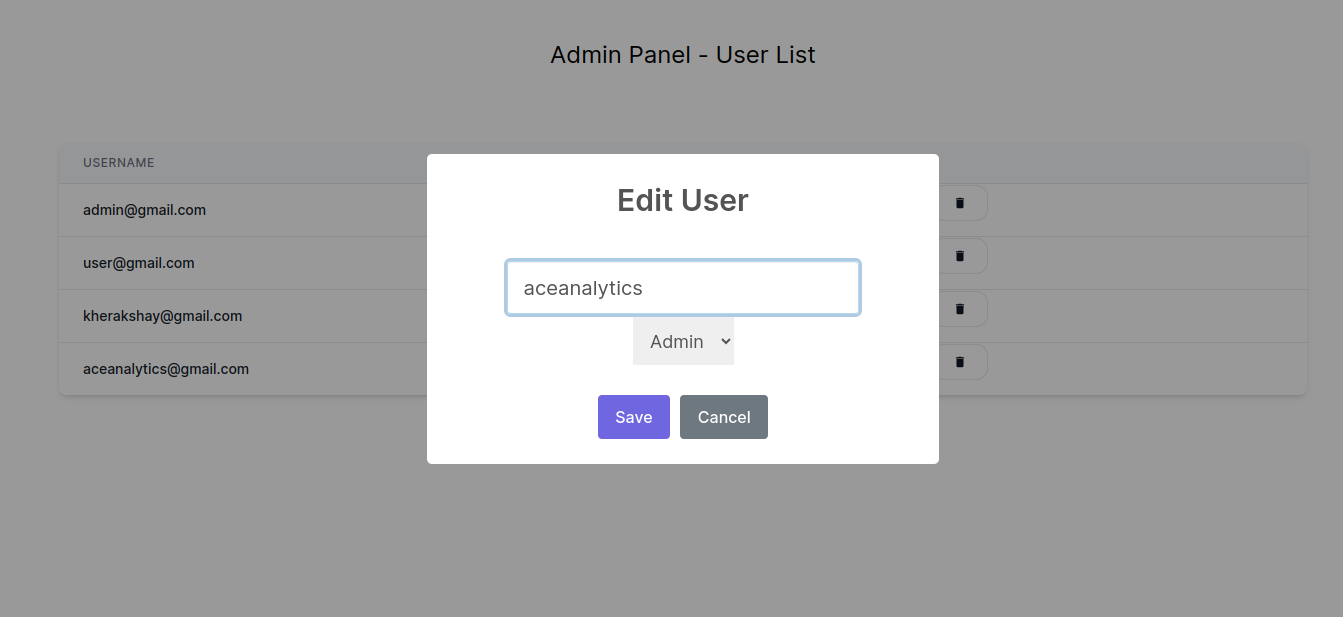 Admin Panel - User List
USERNAME
admin@gmail.com
user@gmail.com
kherakshay@gmail.com
aceanalytics@gmail.com
Edit User
aceanalytics
Admin
Save Cancel